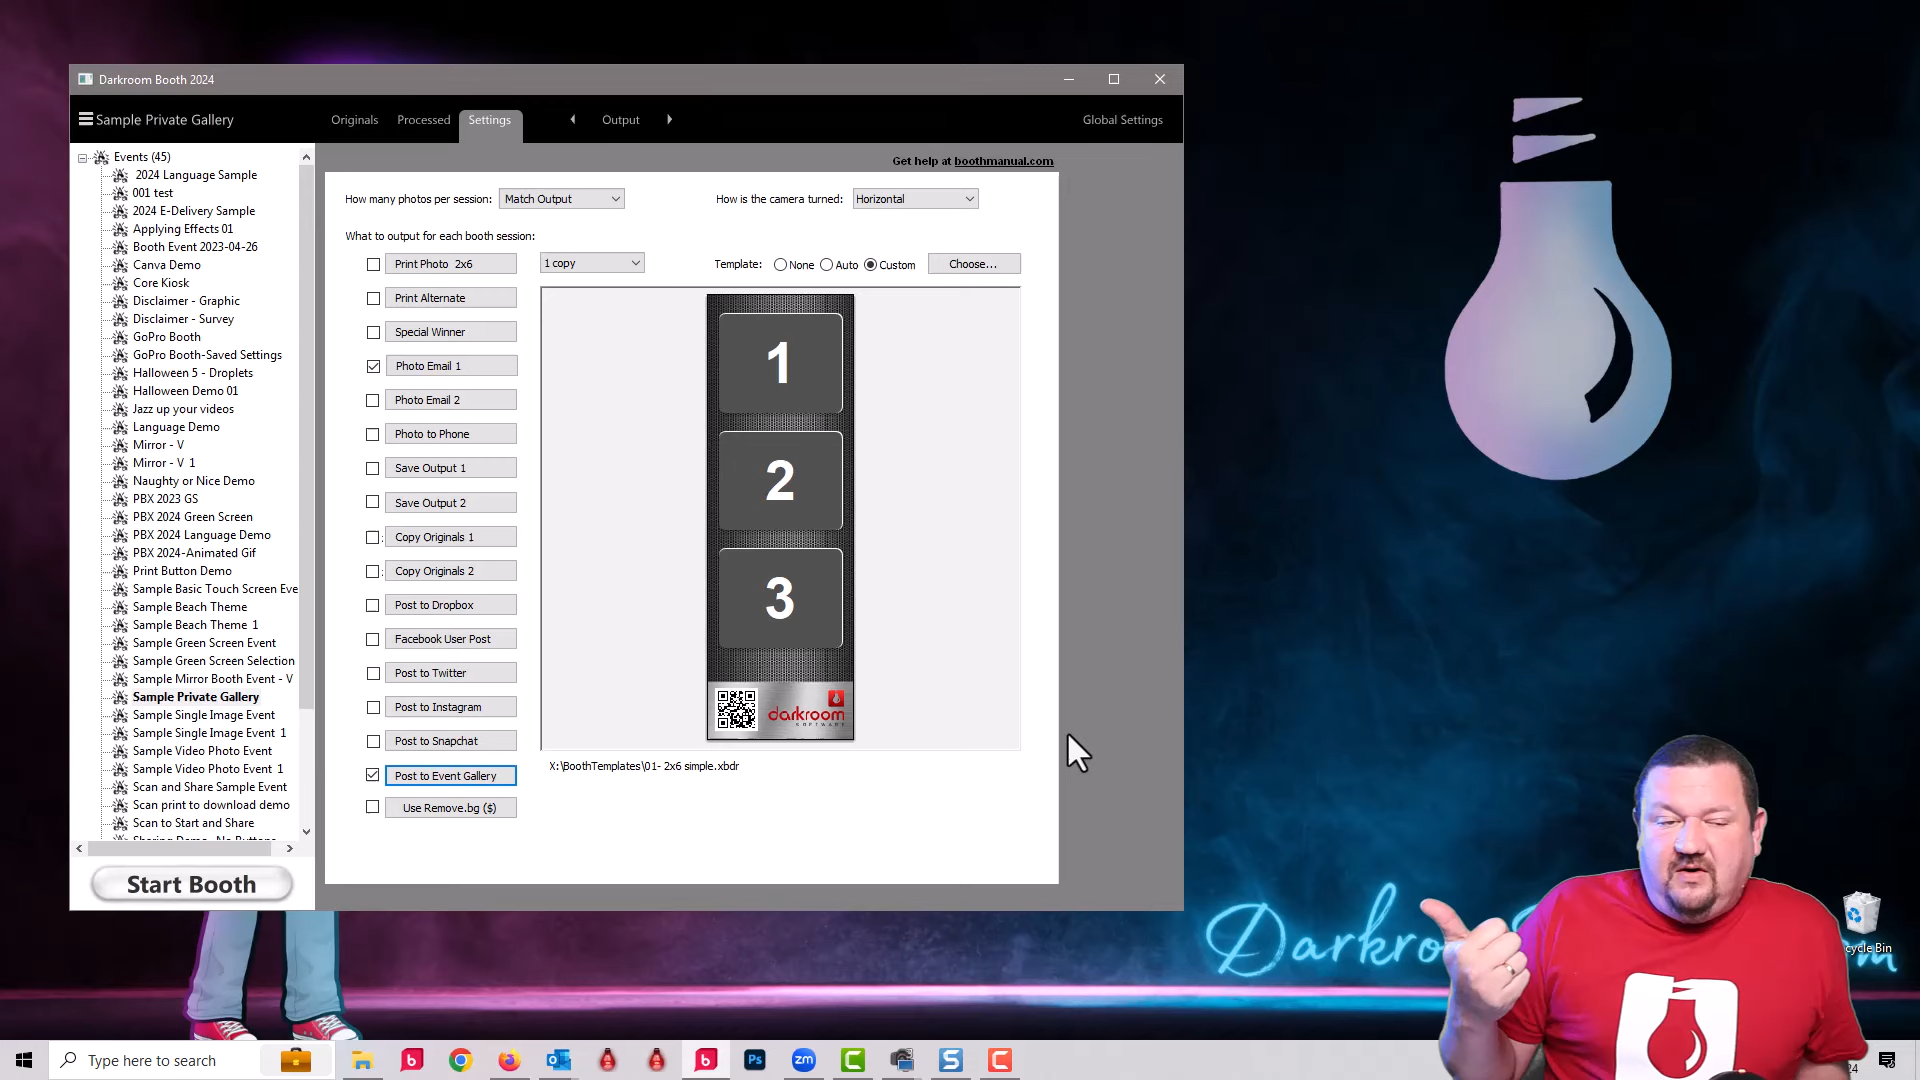 Darkroom Booth 2024
Sample Private Gallery
Originals
Processed
Settings
Output
Global Settings
Get help at boothmanual.com
Events (45)
2024 Language Sample
001 test
2024 E-Delivery Sample
Applying Effects 01
Booth Event 2023-04-26
Canva Demo
Core Kiosk
Disclaimer - Graphic
Disclaimer - Survey
GoPro Booth
GoPro Booth-Saved Settings
Halloween 5 - Droplets
Halloween Demo 01
Jazz up your videos
Language Demo
Mirror - V
Mirror - V 1
Naughty or Nice Demo
PBX 2023 GS
PBX 2024 Green Screen
PBX 2024 Language Demo
PBX 2024-Animated Gif
Print Button Demo
Sample Basic Touch Screen Eve
Sample Beach Theme
Sample Beach Theme 1
Sample Green Screen Event
Sample Green Screen Selection
Sample Mirror Booth Event - V
Sample Private Gallery
Sample Single Image Event
Sample Single Image Event 1
Sample Video Photo Event
Sample Video Photo Event 1
Scan and Share Sample Event
Scan print to download demo
Scan to Start and Share
Start Booth
How many photos per session: Match Output
How is the camera turned: Horizontal
What to output for each booth session:
Print Photo 2x6
1 copy
Template: None Auto Custom Choose...
Print Alternate
Special Winner
Photo Email 1
Photo Email 2
Photo to Phone
Save Output 1
Save Output 2
Copy Originals 1
Copy Originals 2
Post to Dropbox
Facebook User Post
Post to Twitter
Post to Instagram
Post to Snapchat
Post to Event Gallery
Use Remove.bg ($)
1
2
3
darkroom
SOFTWARE
X:\BoothTemplates\01- 2x6 simple.xbdr
Darkro
cycle Bin
Type here to search
Ps
zm
24